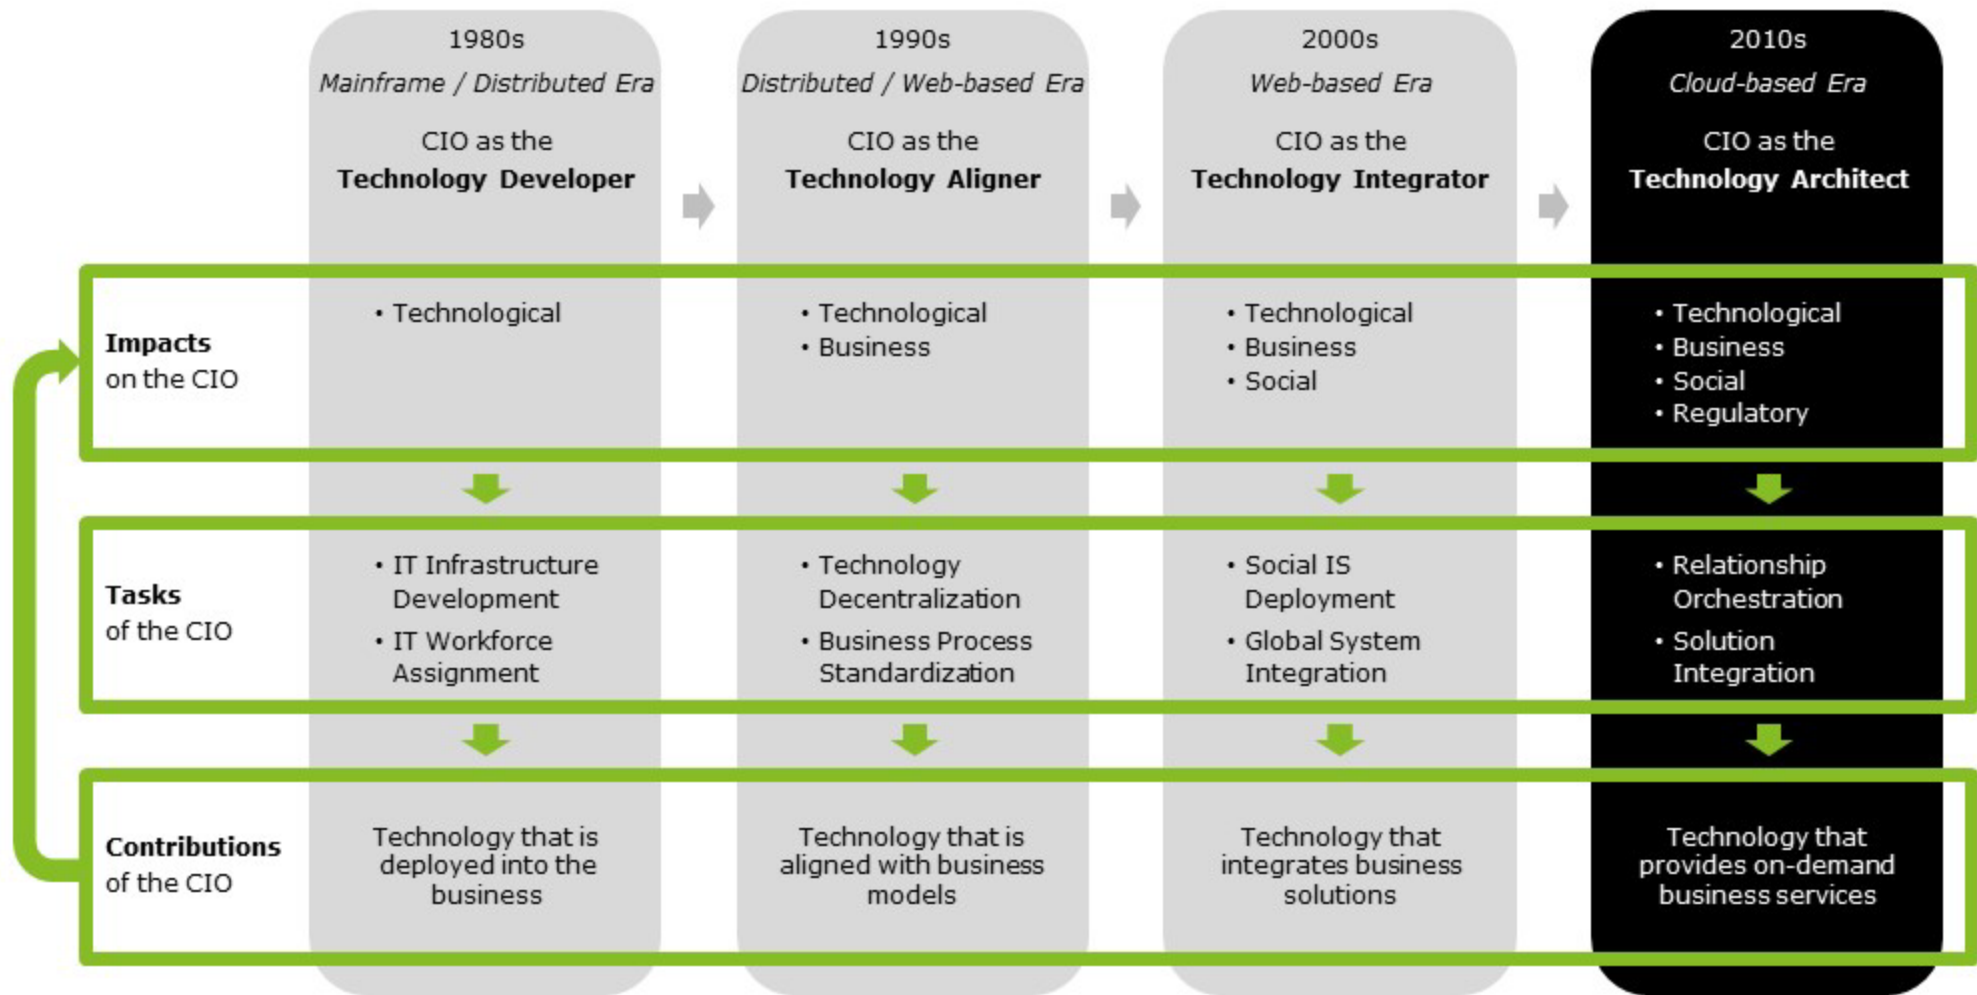 1980s
Mainframe / Distributed Era
CIO as the
Technology Developer
1990s
Distributed / Web-based Era
CIO as the
Technology Aligner
2000s
Web-based Era
CIO as the
Technology Integrator
2010s
Cloud-based Era
CIO as the
Technology Architect
Impacts
on the CIO
• Technological
• Technological
• Business
• Technological
• Business
• Social
• Technological
• Business
• Social
• Regulatory
Tasks
of the CIO
• IT Infrastructure
Development
• IT Workforce
Assignment
• Technology
Decentralization
• Business Process
Standardization
• Social IS
Deployment
• Global System
Integration
• Relationship
Orchestration
• Solution
Integration
Contributions
of the CIO
Technology that is
deployed into the
business
Technology that is
aligned with business
models
Technology that
integrates business
solutions
Technology that
provides on-demand
business services